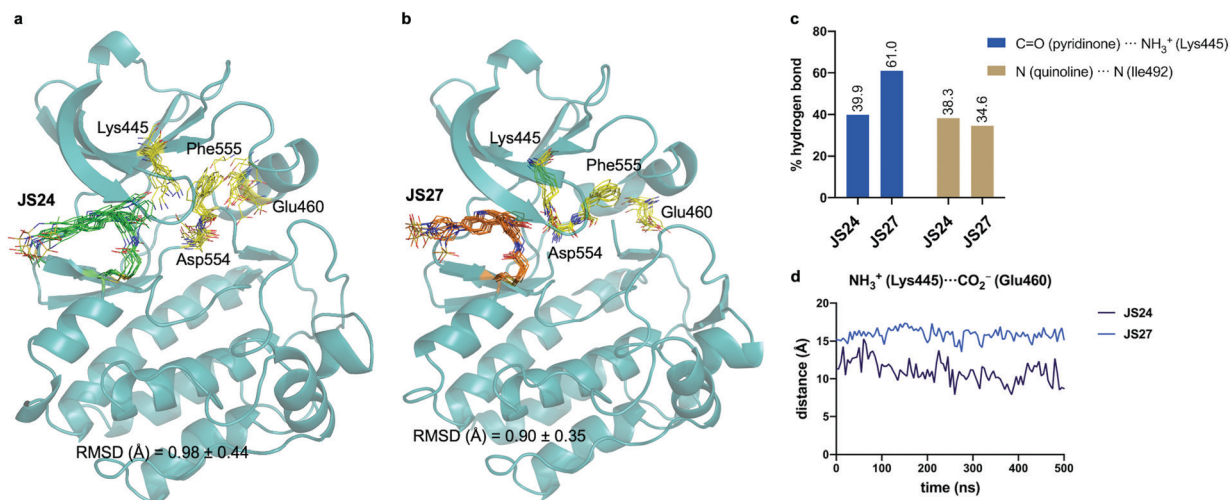 a
Lys445
Phe555
JS24
Glu460
Asp554
RMSD (Å) = 0.98 ± 0.44
b
Lys445
Phe555
JS27
Glu460
Asp554
RMSD (Å) = 0.90 ± 0.35
c
80
60
40
20
0
% hydrogen bond
39.9
61.0
38.3
34.6
JS24
JS27
JS24
JS27
C=O (pyridinone) ··· NH₃⁺ (Lys445)
N (quinoline) ··· N (Ile492)
d
NH₃⁺ (Lys445)···CO₂⁻ (Glu460)
20
15
10
5
0
distance (Å)
0 100 200 300 400 500
time (ns)
JS24
JS27